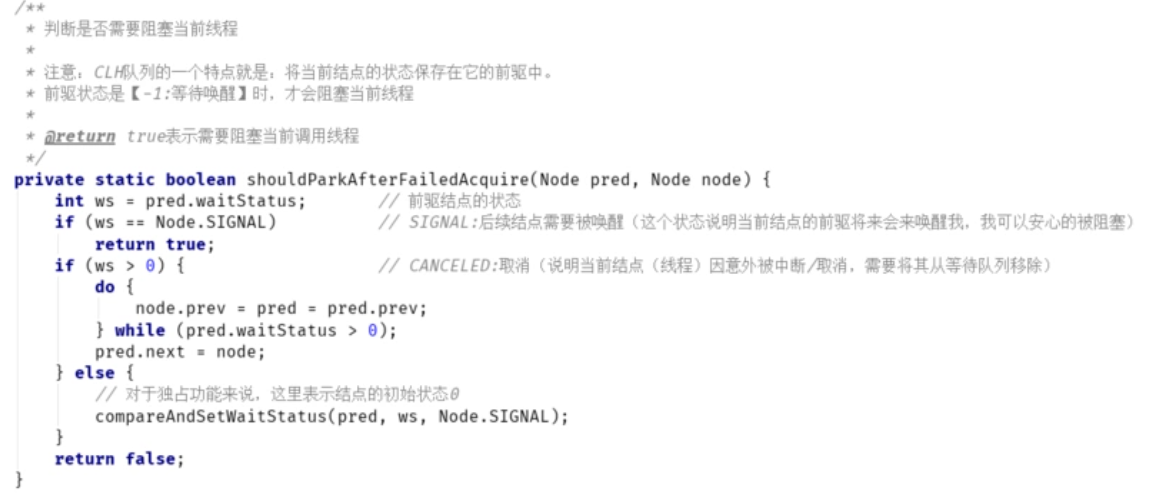 /**
 * 判断是否需要阻塞当前线程
 *
 * 注意：CLH队列的一个特点就是：将当前结点的状态保存在它的前驱中。
 * 前驱状态是【-1:等待唤醒】时，才会阻塞当前线程
 *
 * @return true表示需要阻塞当前调用线程
 */
private static boolean shouldParkAfterFailedAcquire(Node pred, Node node) {
    int ws = pred.waitStatus;       // 前驱结点的状态
    if (ws == Node.SIGNAL)          // SIGNAL:后续结点需要被唤醒（这个状态说明当前结点的前驱将来会来唤醒我，我可以安心的被阻塞）
        return true;
    if (ws > 0) {                   // CANCELED:取消（说明当前结点（线程）因意外被中断/取消，需要将其从等待队列移除）
        do {
            node.prev = pred = pred.prev;
        } while (pred.waitStatus > 0);
        pred.next = node;
    } else {
        // 对于独占功能来说，这里表示结点的初始状态0
        compareAndSetWaitStatus(pred, ws, Node.SIGNAL);
    }
    return false;
}